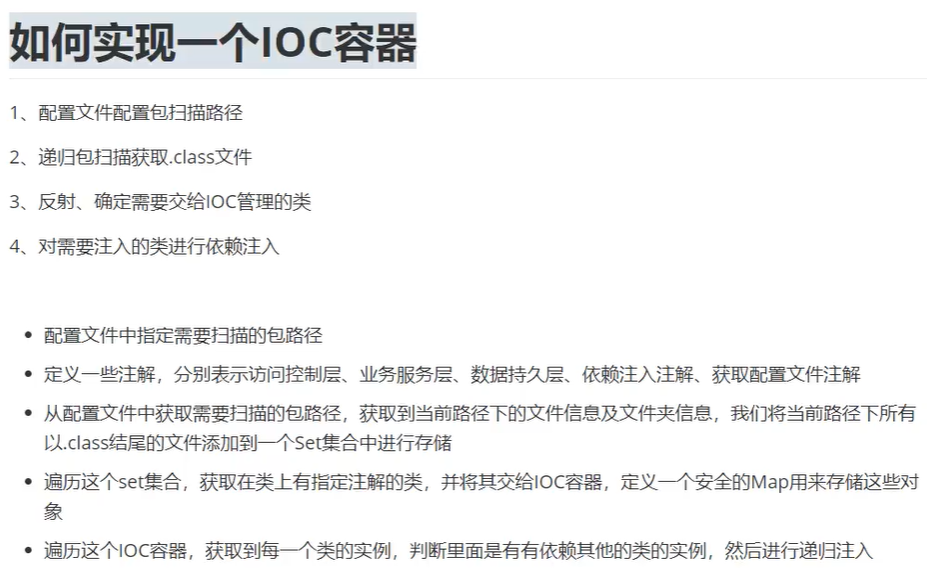 如何实现一个IOC容器
1、配置文件配置包扫描路径
2、递归包扫描获取.class文件
3、反射、确定需要交给IOC管理的类
4、对需要注入的类进行依赖注入
• 配置文件中指定需要扫描的包路径
• 定义一些注解，分别表示访问控制层、业务服务层、数据持久层、依赖注入注解、获取配置文件注解
• 从配置文件中获取需要扫描的包路径，获取到当前路径下的文件信息及文件夹信息，我们将当前路径下所有
以.class结尾的文件添加到一个Set集合中进行存储
• 遍历这个set集合，获取在类上有指定注解的类，并将其交给IOC容器，定义一个安全的Map用来存储这些对
象
• 遍历这个IOC容器，获取到每一个类的实例，判断里面是有有依赖其他的类的实例，然后进行递归注入